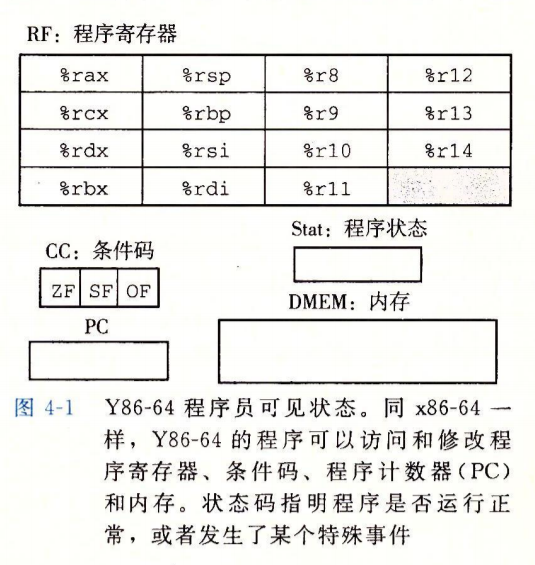 RF：程序寄存器
%rax %rsp %r8 %r12
%rcx %rbp %r9 %r13
%rdx %rsi %r10 %r14
%rbx %rdi %r11
Stat：程序状态
CC：条件码
ZF SF OF
DMEM：内存
PC
图 4-1 Y86-64 程序员可见状态。同 x86-64 一
样，Y86-64 的程序可以访问和修改程
序寄存器、条件码、程序计数器(PC)
和内存。状态码指明程序是否运行正
常，或者发生了某个特殊事件